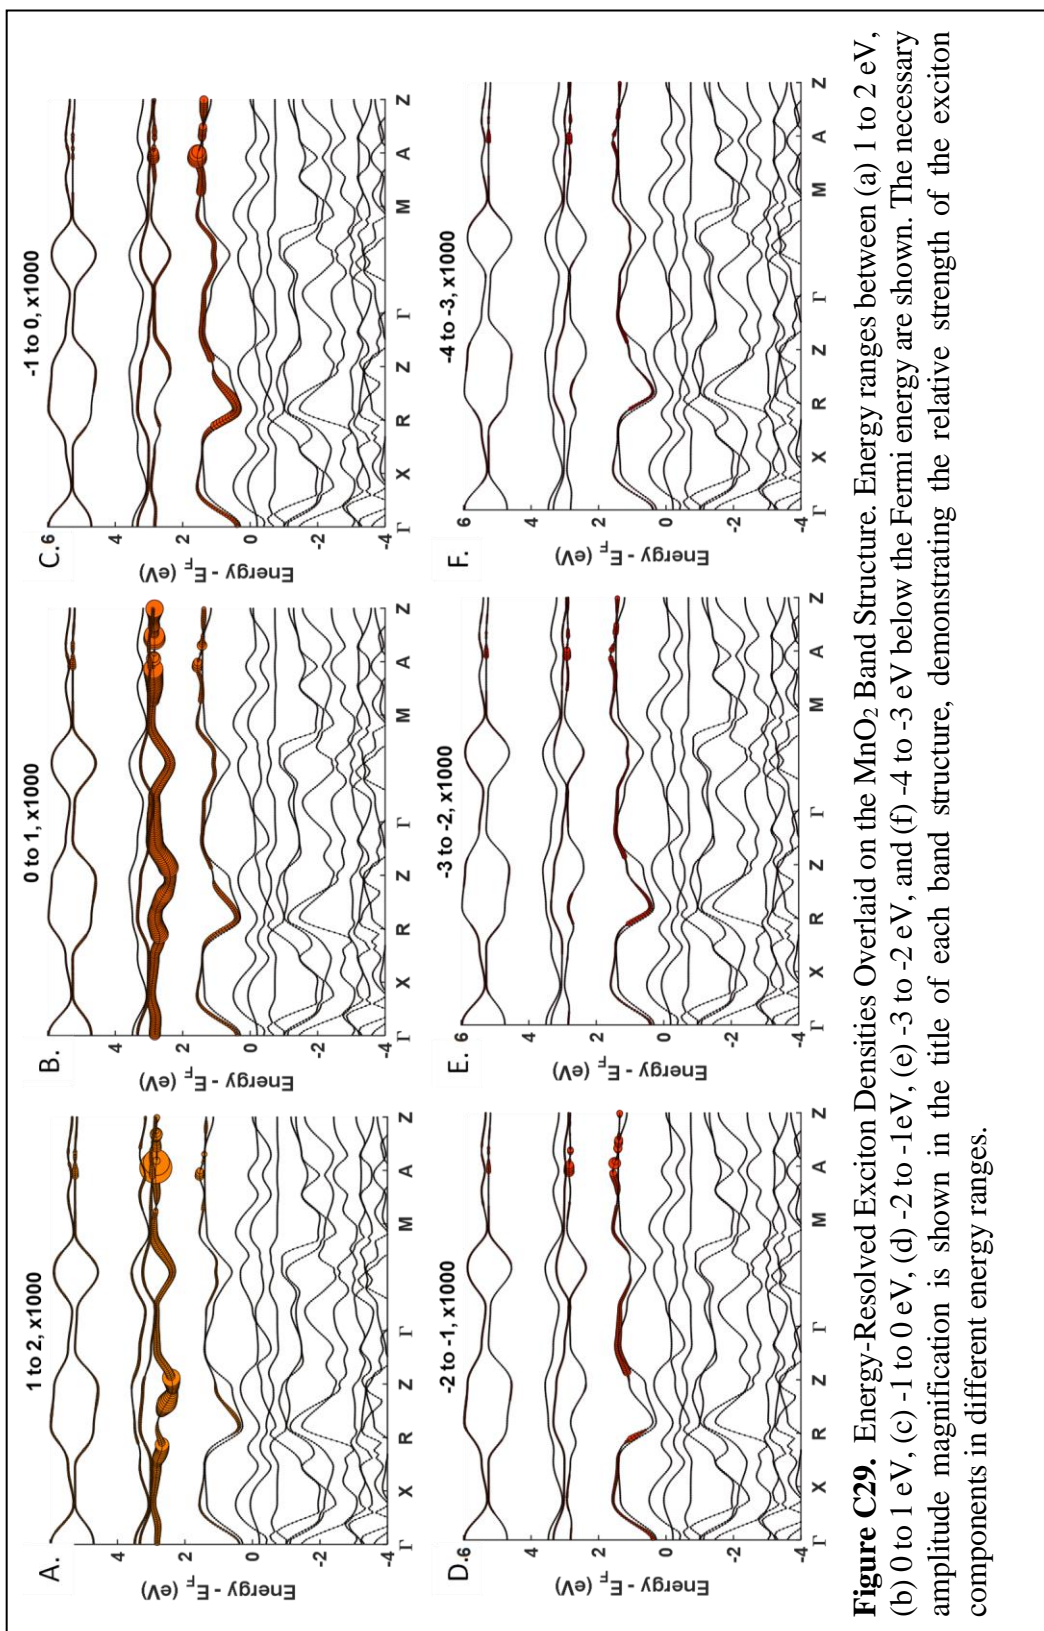 A.
1 to 2, x1000
Energy - E_F (eV)
4
2
0
-2
-4
Γ X R Z Γ M A Z
B.
0 to 1, x1000
Energy - E_F (eV)
4
2
0
-2
-4
Γ X R Z Γ M A Z
C.
-1 to 0, x1000
Energy - E_F (eV)
6
4
2
0
-2
-4
Γ X R Z Γ M A Z
D.
-2 to -1, x1000
Energy - E_F (eV)
6
4
2
0
-2
-4
Γ X R Z Γ M A Z
E.
-3 to -2, x1000
Energy - E_F (eV)
6
4
2
0
-2
-4
Γ X R Z Γ M A Z
F.
-4 to -3, x1000
Energy - E_F (eV)
6
4
2
0
-2
-4
Γ X R Z Γ M A Z
Figure C29. Energy-Resolved Exciton Densities Overlaid on the MnO₂ Band Structure. Energy ranges between (a) 1 to 2 eV,
(b) 0 to 1 eV, (c) -1 to 0 eV, (d) -2 to -1eV, (e) -3 to -2 eV, and (f) -4 to -3 eV below the Fermi energy are shown. The necessary
amplitude magnification is shown in the title of each band structure, demonstrating the relative strength of the exciton
components in different energy ranges.